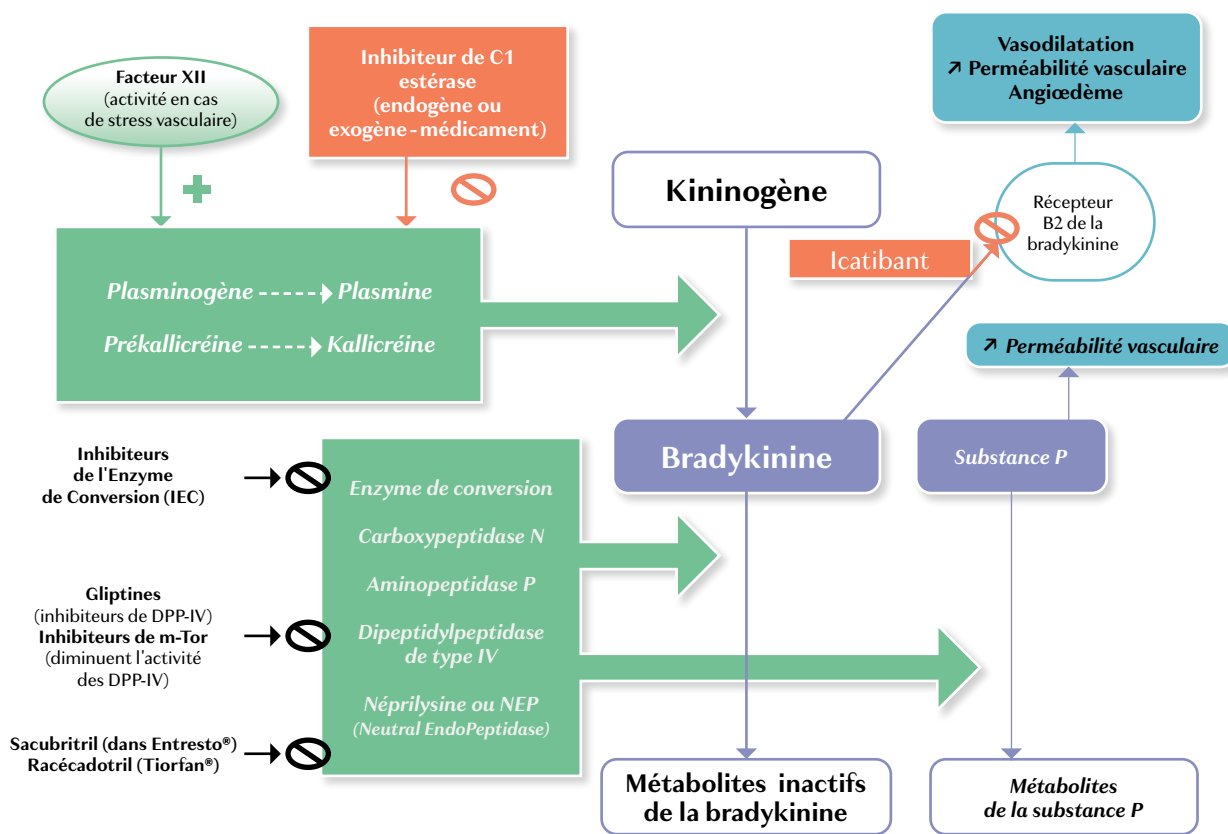 Facteur XII
(activité en cas
de stress vasculaire)
Inhibiteur de C1
estérase
(endogène ou
exogène - médicament)
Vasodilatation
↗ Perméabilité vasculaire
Angiœdème
Kininogène
Récepteur
B2 de la
bradykinine
Icatibant
Plasminogène Plasmine
Prékallicréine Kallicréine
↗ Perméabilité vasculaire
Bradykinine
Substance P
Inhibiteurs
de l'Enzyme
de Conversion (IEC)
Enzyme de conversion
Carboxypeptidase N
Aminopeptidase P
Dipeptidylpeptidase
de type IV
Néprilysine ou NEP
(Neutral EndoPeptidase)
Gliptines
(inhibiteurs de DPP-IV)
Inhibiteurs de m-Tor
(diminuent l'activité
des DPP-IV)
Sacubritril (dans Entresto®)
Racécadotril (Tiorfan®)
Métabolites inactifs
de la bradykinine
Métabolites
de la substance P